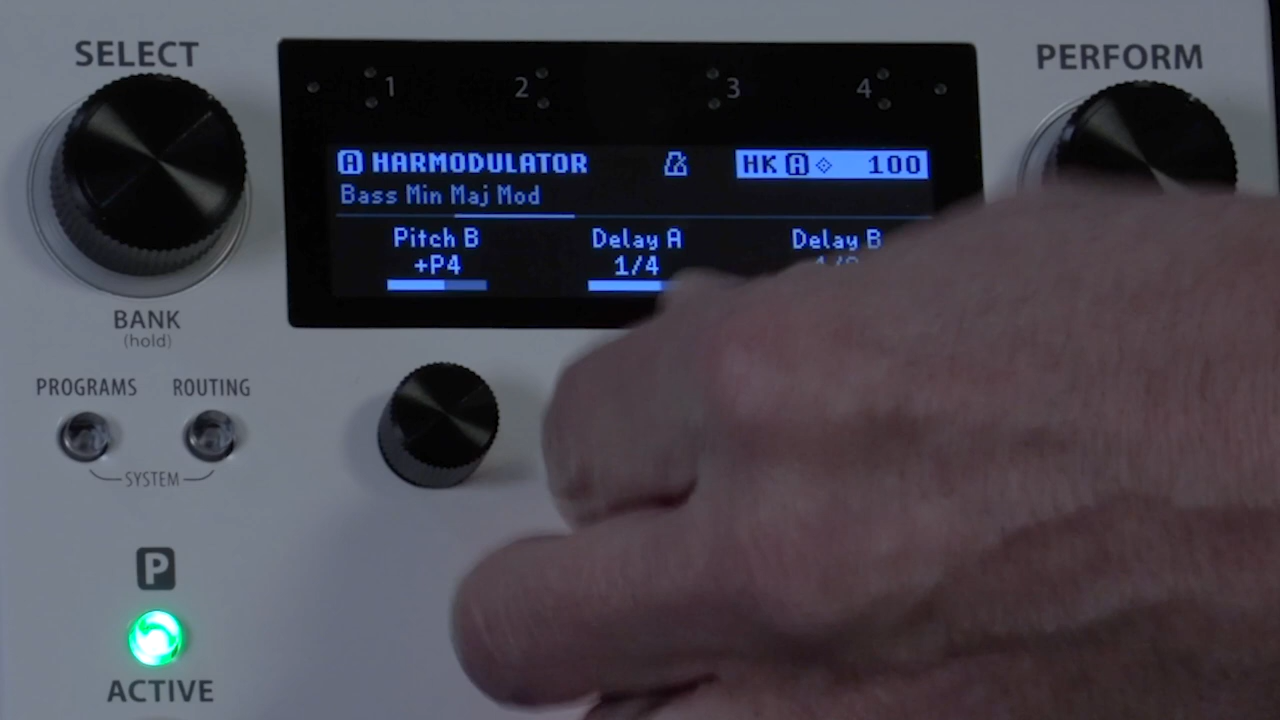 SELECT
PERFORM
1 2 3 4
A HARMODULATOR HK A 100
Bass Min Maj Mod
Pitch B Delay A Delay B
+P4 1/4
BANK
(hold)
PROGRAMS ROUTING
SYSTEM
P
ACTIVE